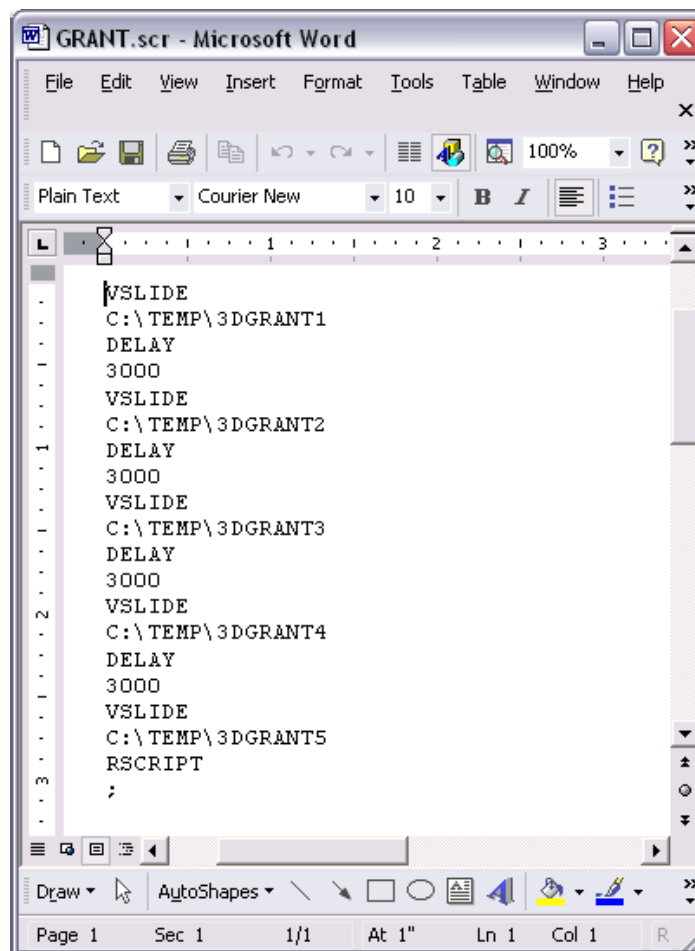 GRANT.scr - Microsoft Word
File Edit View Insert Format Tools Table Window Help
100%
Plain Text Courier New 10 B I
L 1 2 3
VSLIDE
C:\TEMP\3DGRANT1
DELAY
3000
VSLIDE
C:\TEMP\3DGRANT2
DELAY
3000
VSLIDE
C:\TEMP\3DGRANT3
DELAY
3000
VSLIDE
C:\TEMP\3DGRANT4
DELAY
3000
VSLIDE
C:\TEMP\3DGRANT5
RSCRIPT
;
1
2
3
Draw AutoShapes
Page 1 Sec 1 1/1 At 1" Ln 1 Col 1 R